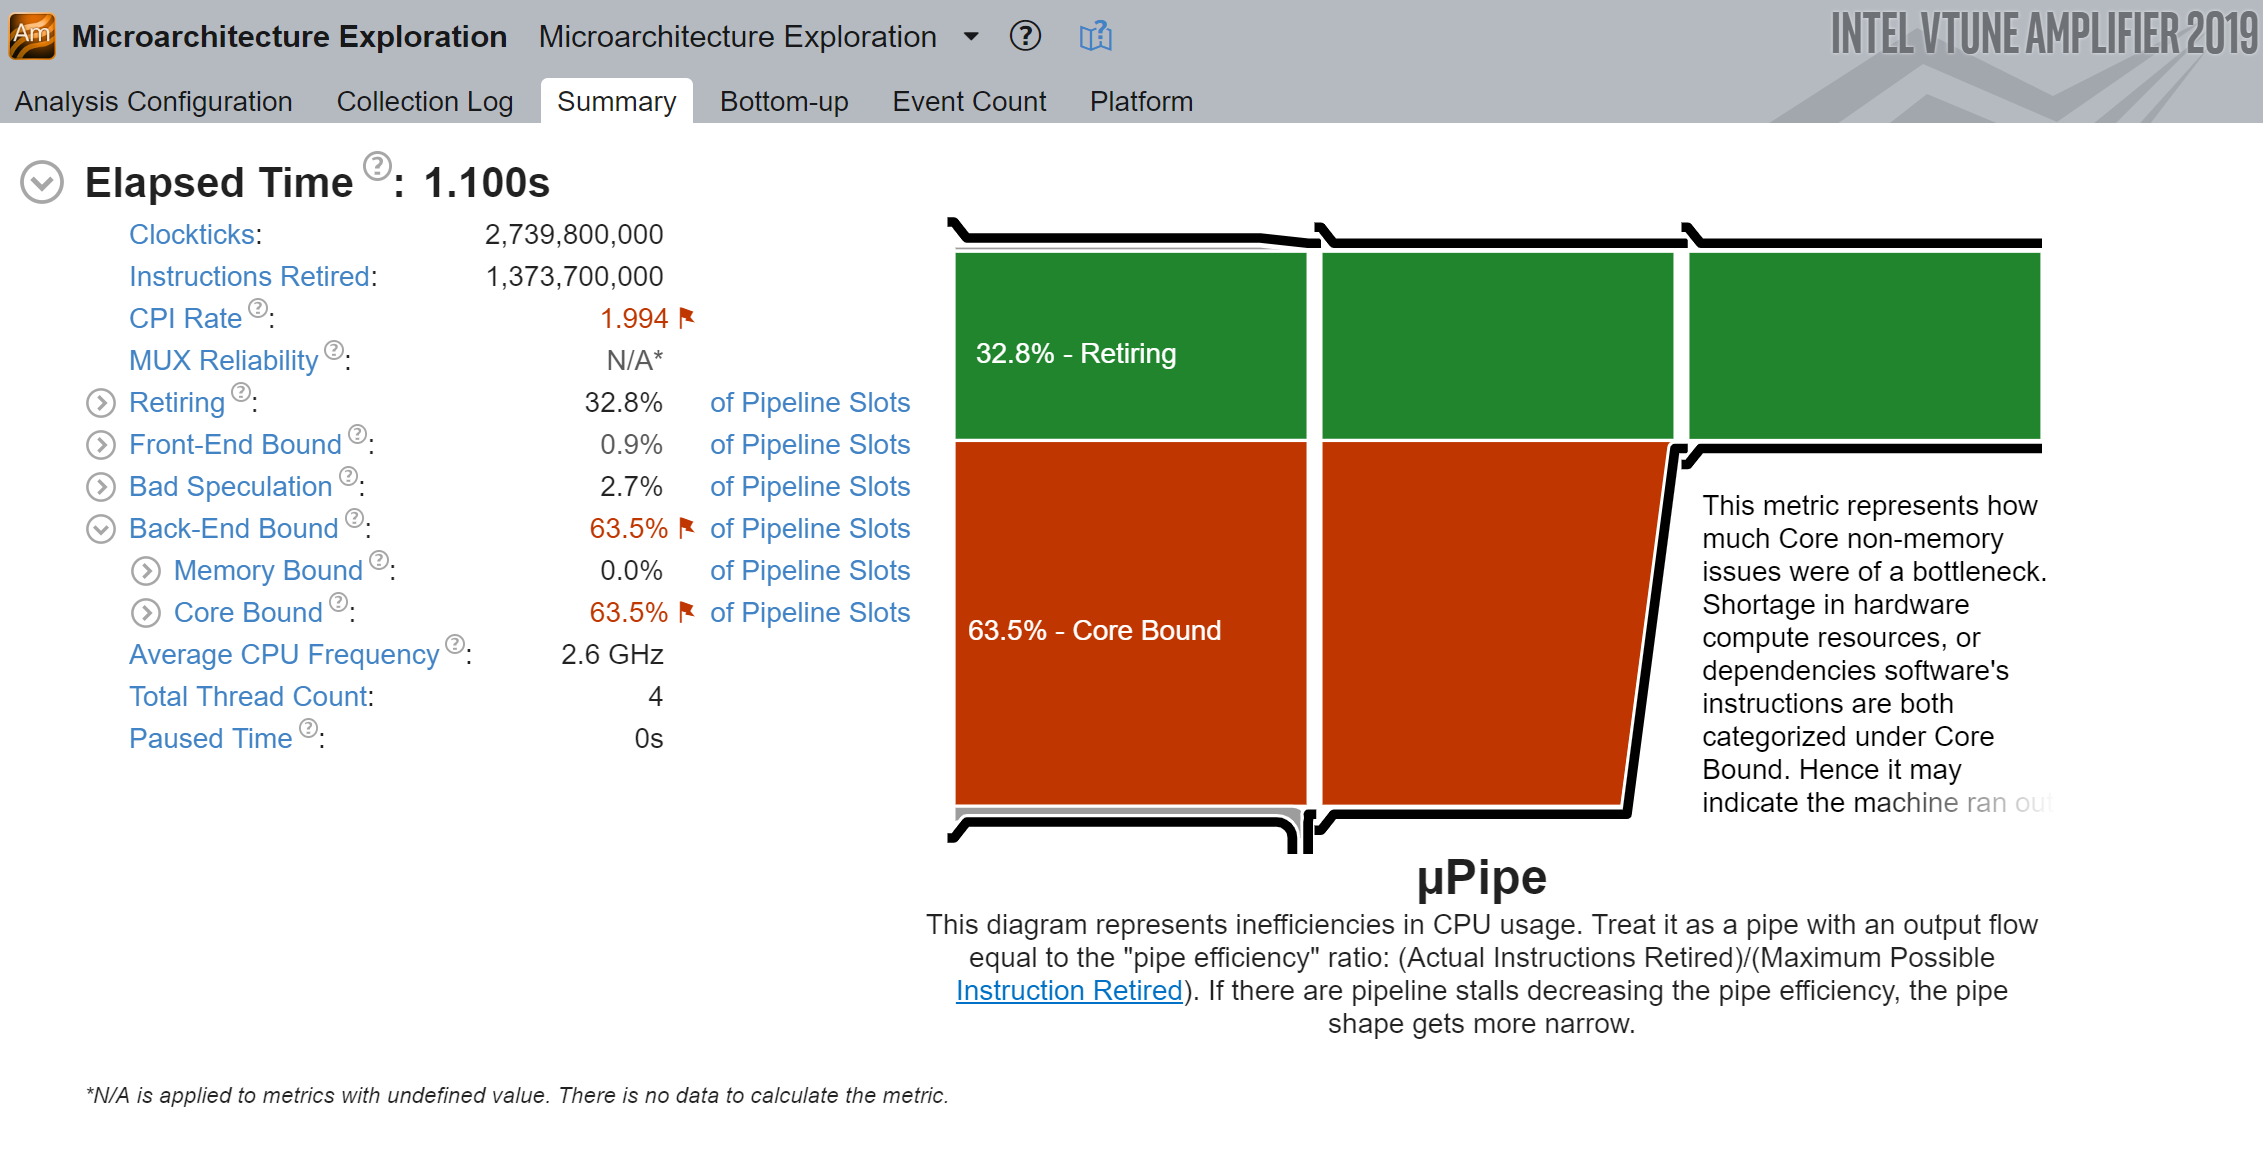 Am Microarchitecture Exploration Microarchitecture Exploration ? ?
INTEL VTUNE AMPLIFIER 2019
Analysis Configuration Collection Log Summary Bottom-up Event Count Platform
Elapsed Time ?: 1.100s
Clockticks: 2,739,800,000
Instructions Retired: 1,373,700,000
CPI Rate ?: 1.994
MUX Reliability ?: N/A*
Retiring ?: 32.8% of Pipeline Slots
Front-End Bound ?: 0.9% of Pipeline Slots
Bad Speculation ?: 2.7% of Pipeline Slots
Back-End Bound ?: 63.5% of Pipeline Slots
Memory Bound ?: 0.0% of Pipeline Slots
Core Bound ?: 63.5% of Pipeline Slots
Average CPU Frequency ?: 2.6 GHz
Total Thread Count: 4
Paused Time ?: 0s
32.8% - Retiring
63.5% - Core Bound
This metric represents how
much Core non-memory
issues were of a bottleneck.
Shortage in hardware
compute resources, or
dependencies software's
instructions are both
categorized under Core
Bound. Hence it may
indicate the machine ran out
µPipe
This diagram represents inefficiencies in CPU usage. Treat it as a pipe with an output flow
equal to the "pipe efficiency" ratio: (Actual Instructions Retired)/(Maximum Possible
Instruction Retired). If there are pipeline stalls decreasing the pipe efficiency, the pipe
shape gets more narrow.
*N/A is applied to metrics with undefined value. There is no data to calculate the metric.